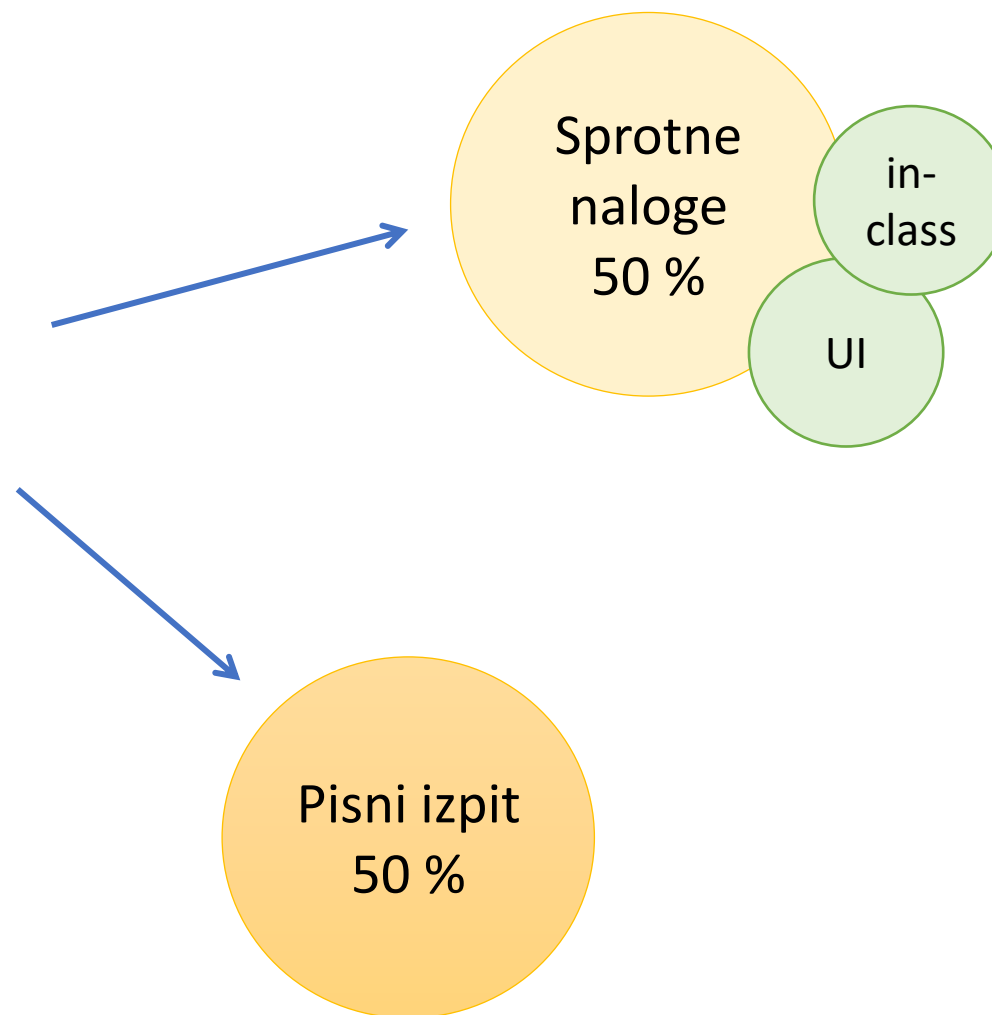 Sprotne
naloge
50 %
in-
class
UI
Pisni izpit
50 %